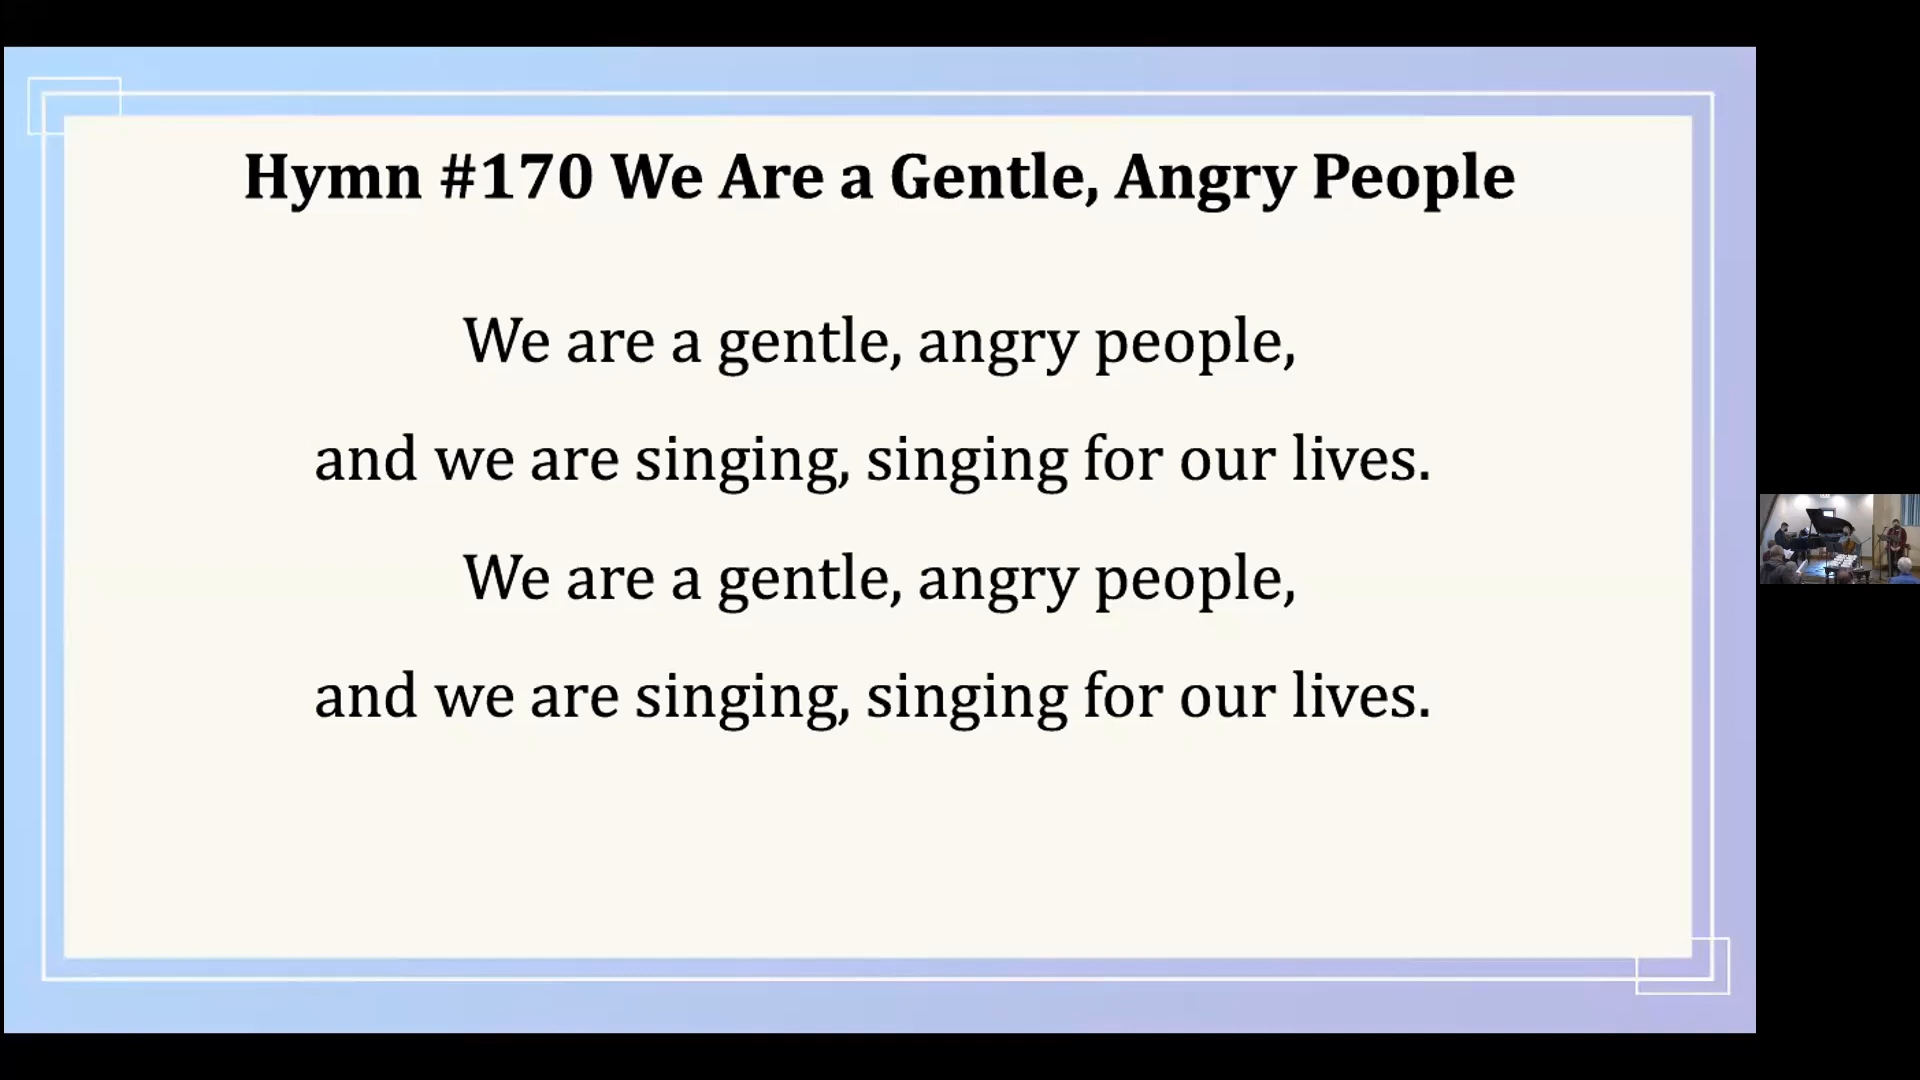 Hymn #170 We Are a Gentle, Angry People
We are a gentle, angry people,
and we are singing, singing for our lives.
We are a gentle, angry people,
and we are singing, singing for our lives.